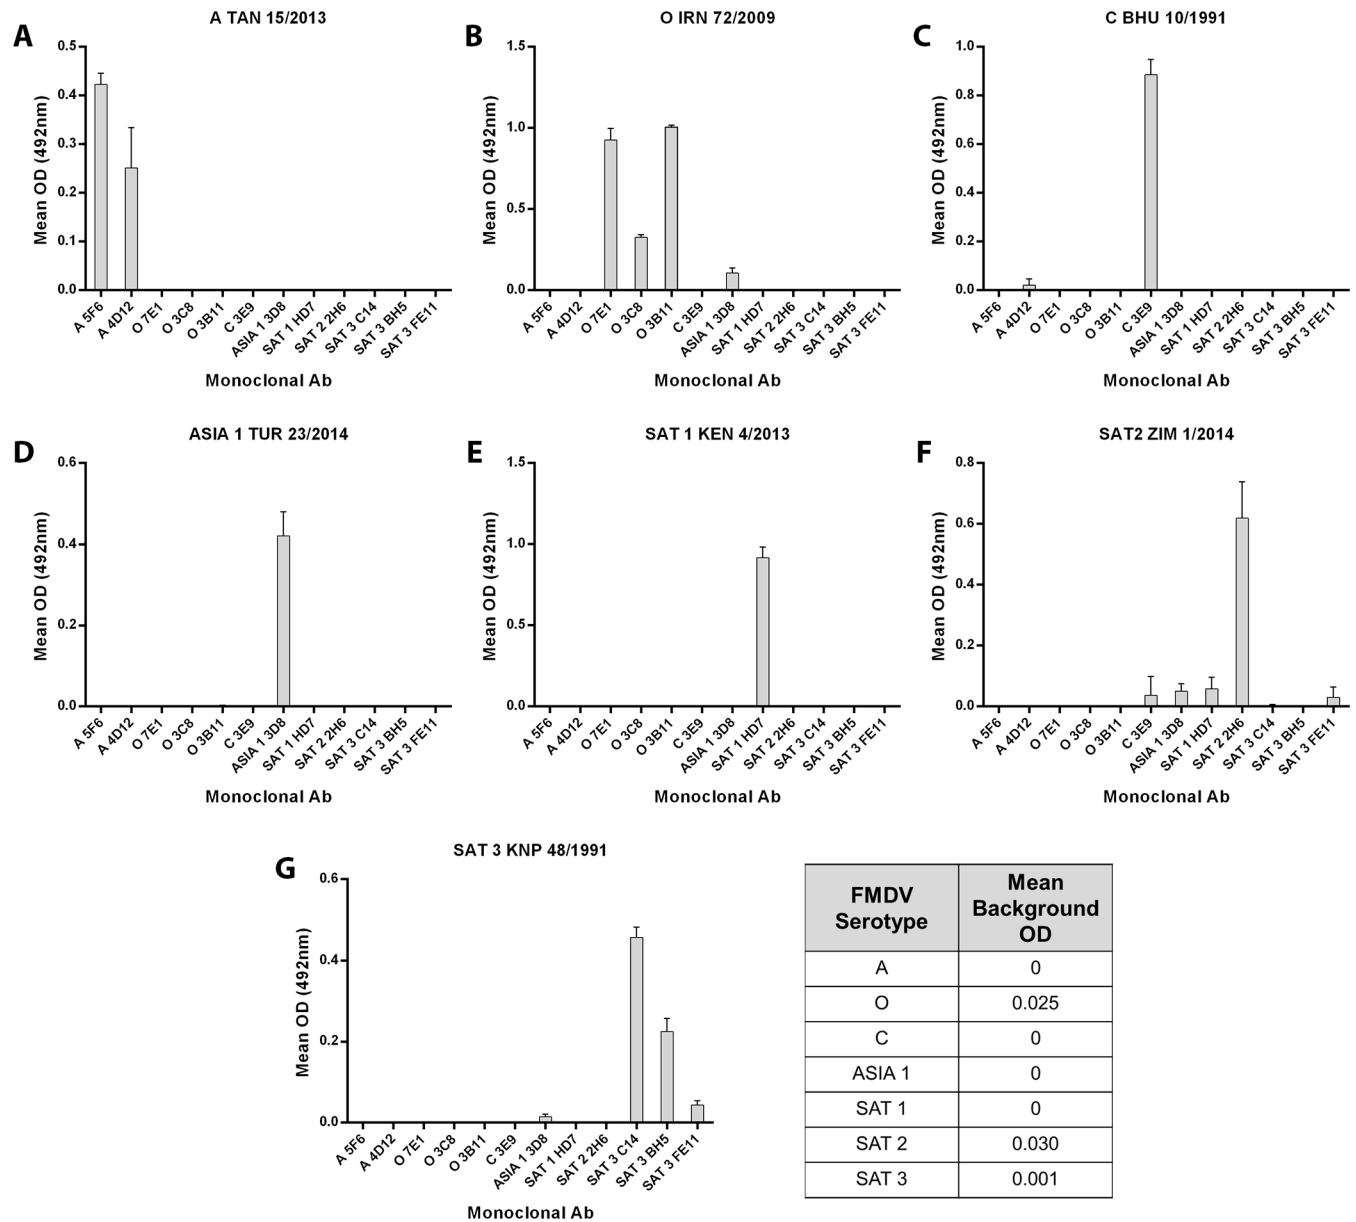 A
A TAN 15/2013
Mean OD (492nm)
0.5
0.4
0.3
0.2
0.1
0.0
A 5F6
A 4D12
O 7E1
O 3C8
O 3B11
C 3E9
ASIA 1 3D8
SAT 1 HD7
SAT 2 2H6
SAT 3 C14
SAT 3 BH5
SAT 3 FE11
Monoclonal Ab
B
O IRN 72/2009
Mean OD (492nm)
1.5
1.0
0.5
0.0
A 5F6
A 4D12
O 7E1
O 3C8
O 3B11
C 3E9
ASIA 1 3D8
SAT 1 HD7
SAT 2 2H6
SAT 3 C14
SAT 3 BH5
SAT 3 FE11
Monoclonal Ab
C
C BHU 10/1991
Mean OD (492nm)
1.0
0.8
0.6
0.4
0.2
0.0
A 5F6
A 4D12
O 7E1
O 3C8
O 3B11
C 3E9
ASIA 1 3D8
SAT 1 HD7
SAT 2 2H6
SAT 3 C14
SAT 3 BH5
SAT 3 FE11
Monoclonal Ab
D
ASIA 1 TUR 23/2014
Mean OD (492nm)
0.6
0.4
0.2
0.0
A 5F6
A 4D12
O 7E1
O 3C8
O 3B11
C 3E9
ASIA 1 3D8
SAT 1 HD7
SAT 2 2H6
SAT 3 C14
SAT 3 BH5
SAT 3 FE11
Monoclonal Ab
E
SAT 1 KEN 4/2013
Mean OD (492nm)
1.5
1.0
0.5
0.0
A 5F6
A 4D12
O 7E1
O 3C8
O 3B11
C 3E9
ASIA 1 3D8
SAT 1 HD7
SAT 2 2H6
SAT 3 C14
SAT 3 BH5
SAT 3 FE11
Monoclonal Ab
F
SAT2 ZIM 1/2014
Mean OD (492nm)
0.8
0.6
0.4
0.2
0.0
A 5F6
A 4D12
O 7E1
O 3C8
O 3B11
C 3E9
ASIA 1 3D8
SAT 1 HD7
SAT 2 2H6
SAT 3 C14
SAT 3 BH5
SAT 3 FE11
Monoclonal Ab
G
SAT 3 KNP 48/1991
Mean OD (492nm)
0.6
0.4
0.2
0.0
A 5F6
A 4D12
O 7E1
O 3C8
O 3B11
C 3E9
ASIA 1 3D8
SAT 1 HD7
SAT 2 2H6
SAT 3 C14
SAT 3 BH5
SAT 3 FE11
Monoclonal Ab
FMDV
Serotype
Mean
Background
OD
A 0
O 0.025
C 0
ASIA 1 0
SAT 1 0
SAT 2 0.030
SAT 3 0.001